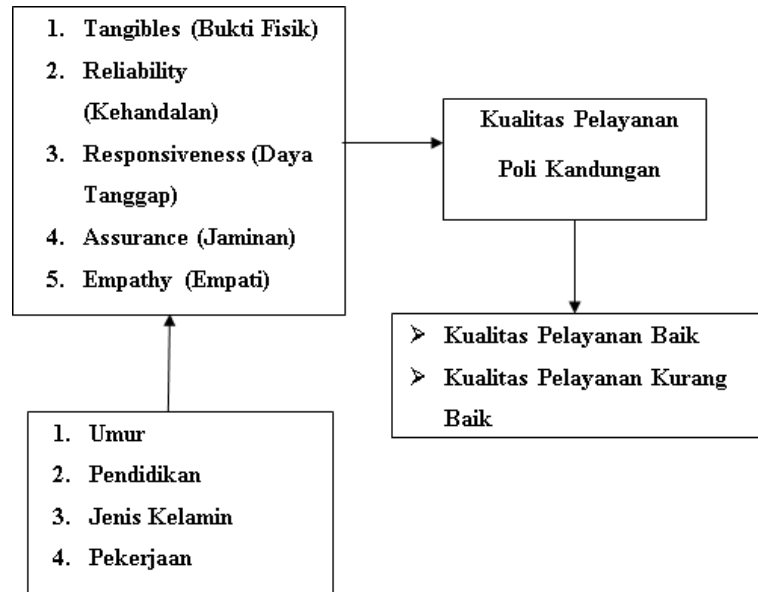 1. Tangibles (Bukti Fisik)
2. Reliability
(Kehandalan)
3. Responsiveness (Daya
Tanggap)
4. Assurance (Jaminan)
5. Empathy (Empati)
Kualitas Pelayanan
Poli Kandungan
➢ Kualitas Pelayanan Baik
➢ Kualitas Pelayanan Kurang
Baik
1. Umur
2. Pendidikan
3. Jenis Kelamin
4. Pekerjaan